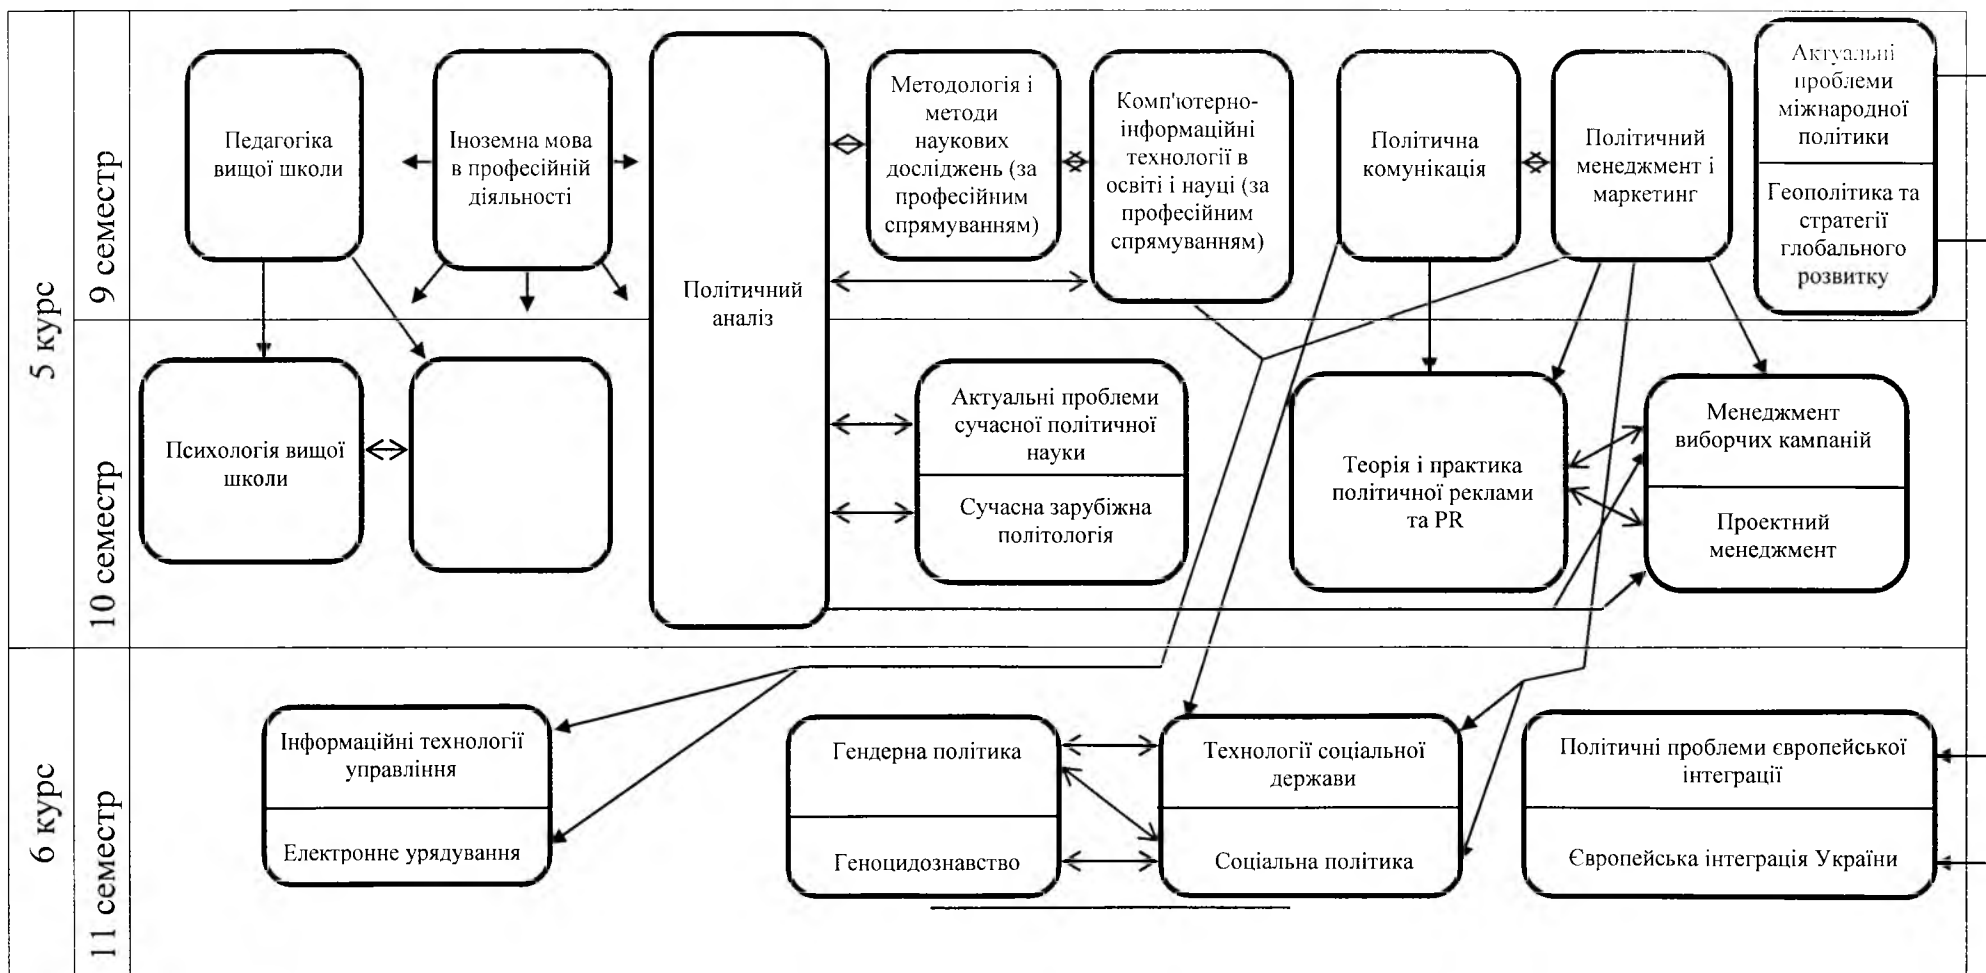 5 курс
9 семестр
Педагогіка
вищої школи
Іноземна мова
в професійній
діяльності
Політичний
аналіз
Методологія і
методи
наукових
досліджень (за
професійним
спрямуванням)
Комп'ютерно-
інформаційні
технології в
освіті і науці (за
професійним
спрямуванням)
Політична
комунікація
Політичний
менеджмент і
маркетинг
Актуальні
проблеми
міжнародної
політики
Геополітика та
стратегії
глобального
розвитку
10 семестр
Психологія вищої
школи
Актуальні проблеми
сучасної політичної
науки
Сучасна зарубіжна
політологія
Теорія і практика
політичної реклами
та PR
Менеджмент
виборчих кампаній
Проектний
менеджмент
6 курс
11 семестр
Інформаційні технології
управління
Електронне урядування
Гендерна політика
Геноцидознавство
Технології соціальної
держави
Соціальна політика
Політичні проблеми європейської
інтеграції
Європейська інтеграція України